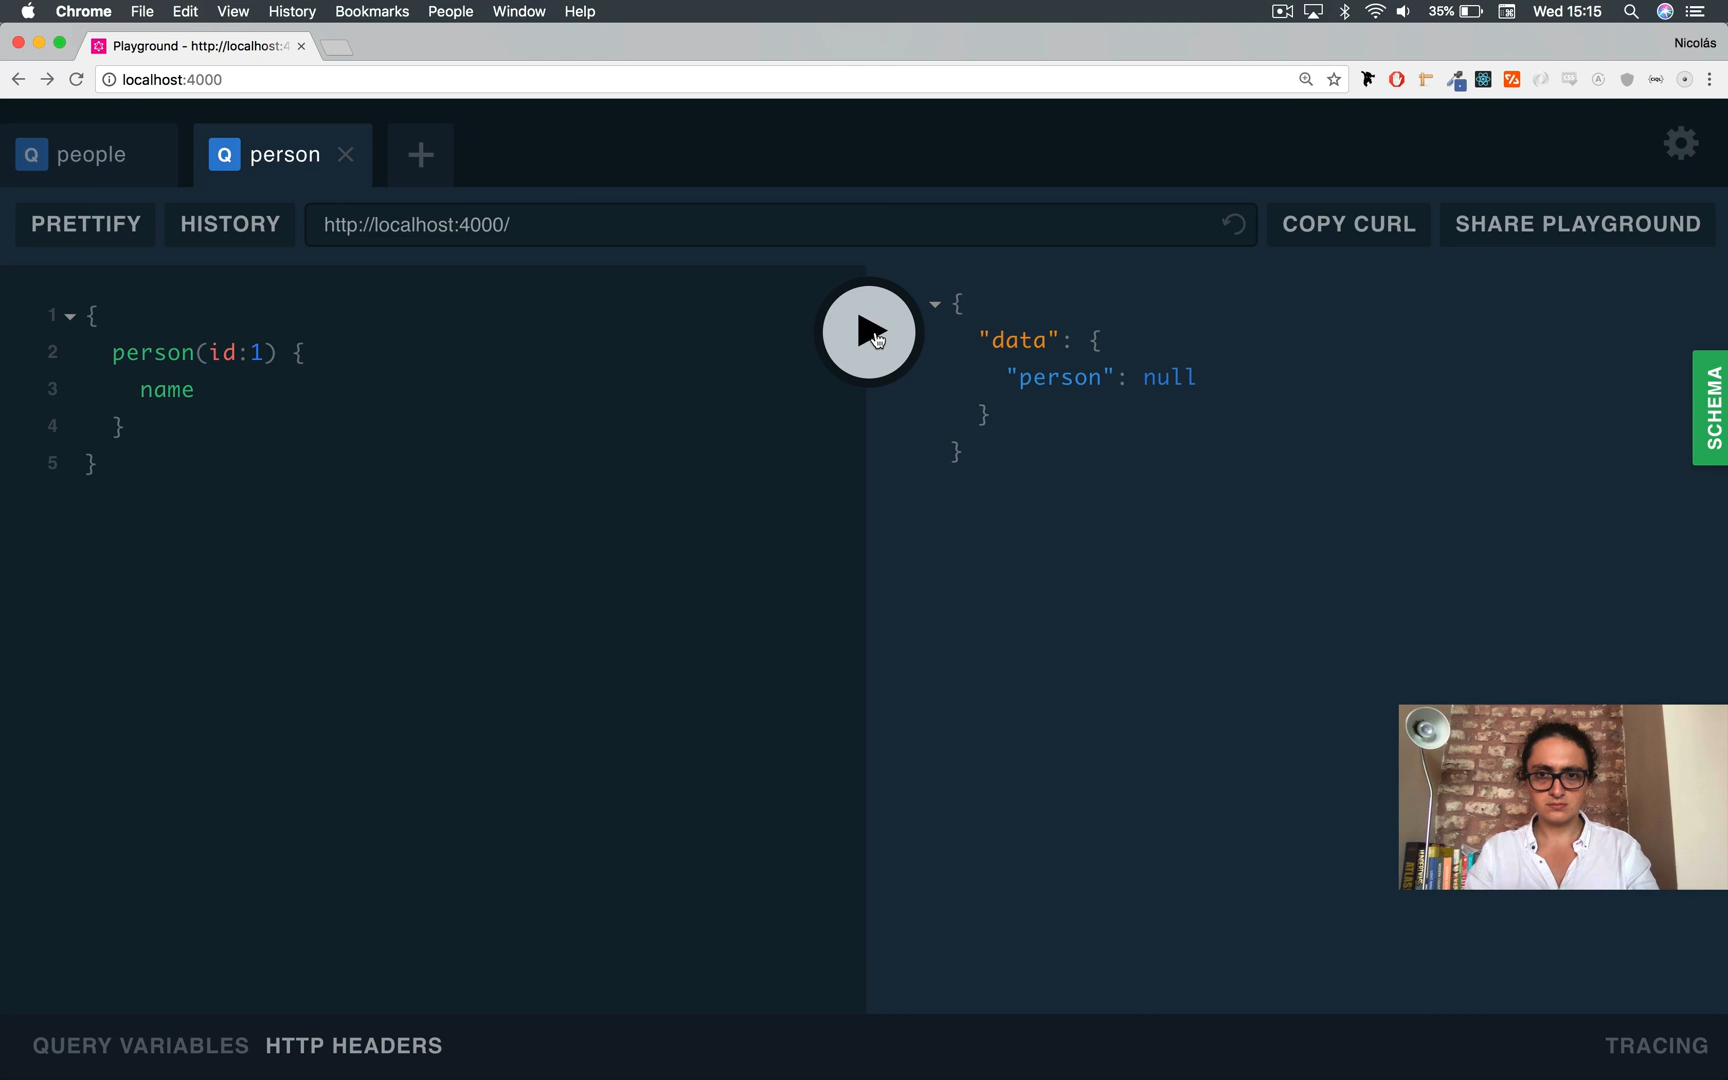 Chrome File Edit View History Bookmarks People Window Help 35% Wed 15:15
Playground - http://localhost:4 Nicolás
localhost:4000
Q people Q person
PRETTIFY HISTORY http://localhost:4000/ COPY CURL SHARE PLAYGROUND
1 {
2 person(id:1) {
3 name
4 }
5 }
{
"data": {
"person": null
}
}
SCHEMA
ATLAS
QUERY VARIABLES HTTP HEADERS TRACING